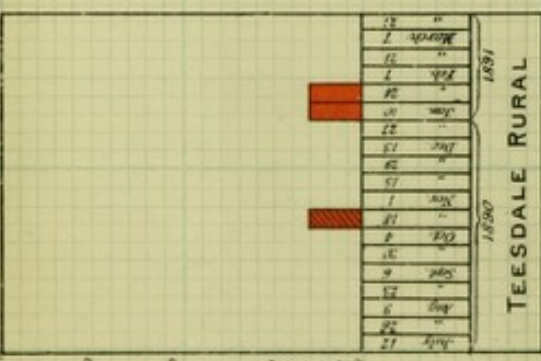 July 12
" 26
Aug 9
" 23
Sept. 6
" 20
Oct. 4
" 18
Nov. 1
" 15
" 29
Dec. 13
" 27
Jan. 10
" 24
Feb. 7
" 21
March 7
" 21
1890
1891
TEESDALE RURAL